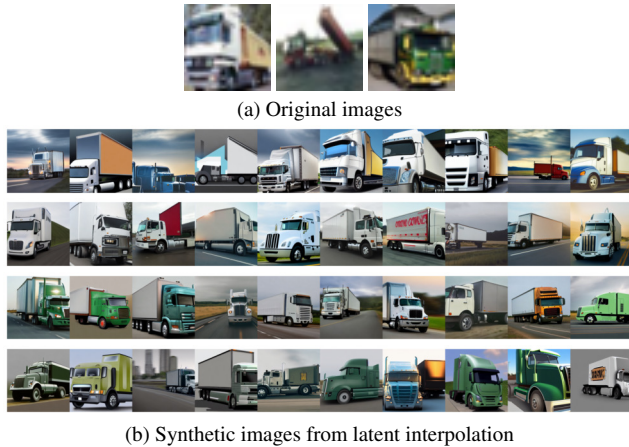 (a) Original images
(b) Synthetic images from latent interpolation